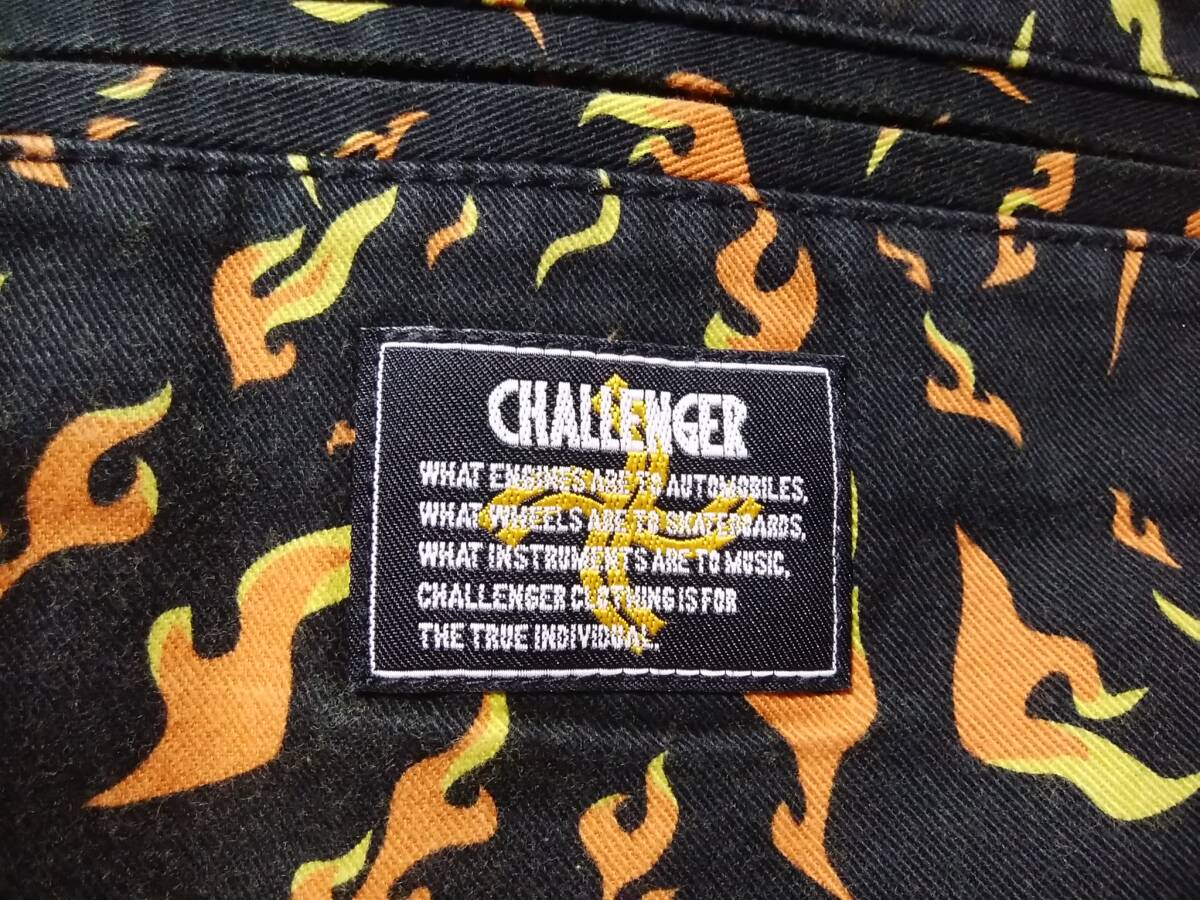 CHALLENGER
WHAT ENGINES ARE TO AUTOMOBILES,
WHAT WHEELS ARE TO SKATEBOARDS,
WHAT INSTRUMENTS ARE TO MUSIC,
CHALLENGER CLOTHING IS FOR
THE TRUE INDIVIDUAL.